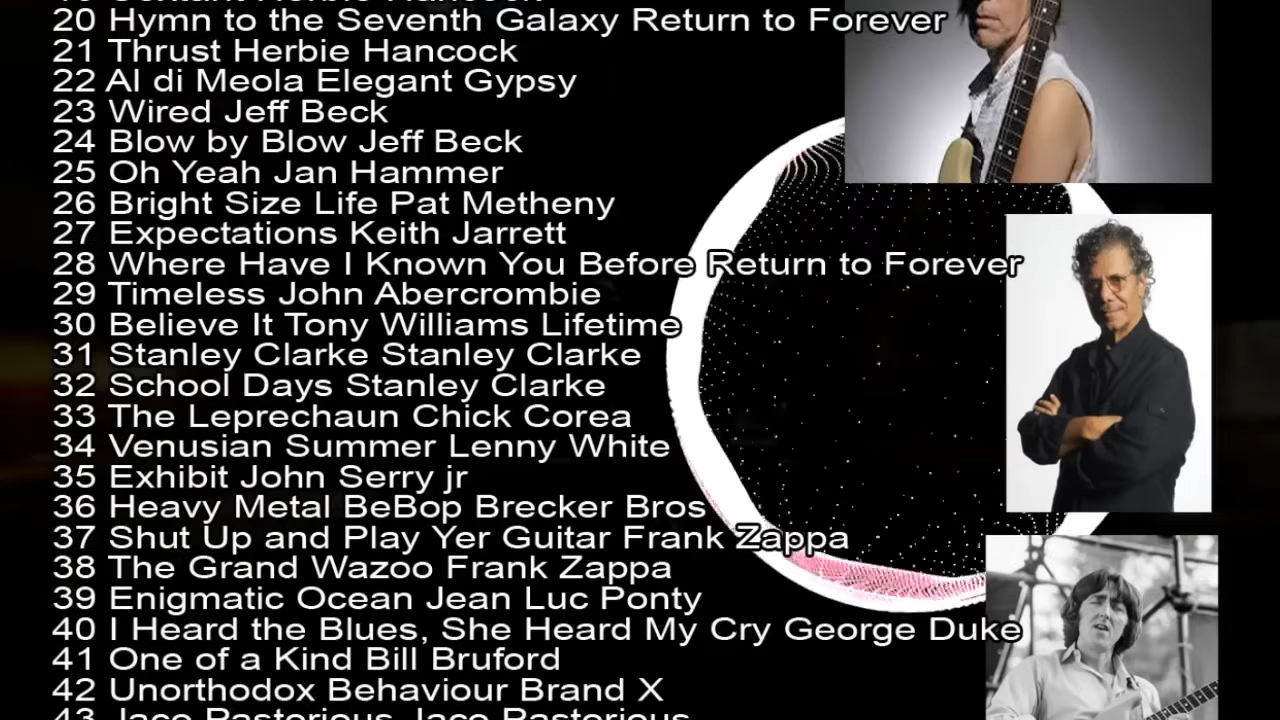 20 Hymn to the Seventh Galaxy Return to Forever
21 Thrust Herbie Hancock
22 Al di Meola Elegant Gypsy
23 Wired Jeff Beck
24 Blow by Blow Jeff Beck
25 Oh Yeah Jan Hammer
26 Bright Size Life Pat Metheny
27 Expectations Keith Jarrett
28 Where Have I Known You Before Return to Forever
29 Timeless John Abercrombie
30 Believe It Tony Williams Lifetime
31 Stanley Clarke Stanley Clarke
32 School Days Stanley Clarke
33 The Leprechaun Chick Corea
34 Venusian Summer Lenny White
35 Exhibit John Serry jr
36 Heavy Metal BeBop Brecker Bros
37 Shut Up and Play Yer Guitar Frank Zappa
38 The Grand Wazoo Frank Zappa
39 Enigmatic Ocean Jean Luc Ponty
40 I Heard the Blues, She Heard My Cry George Duke
41 One of a Kind Bill Bruford
42 Unorthodox Behaviour Brand X
43 Jaco Pastorious Jaco Pastorious